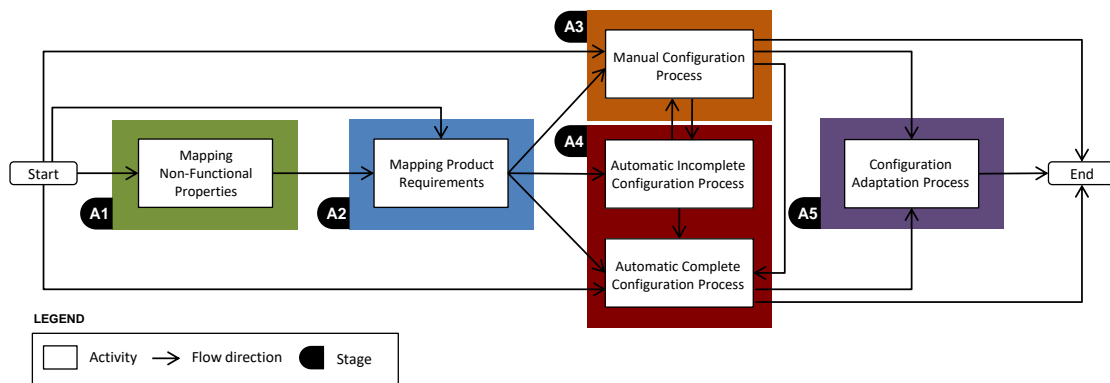 A3
Manual Configuration
Process
A4
Mapping
Non-Functional
Properties
Mapping Product
Requirements
Automatic Incomplete
Configuration Process
Configuration
Adaptation Process
Start
End
A1
A2
A5
Automatic Complete
Configuration Process
LEGEND
Activity
Flow direction
Stage